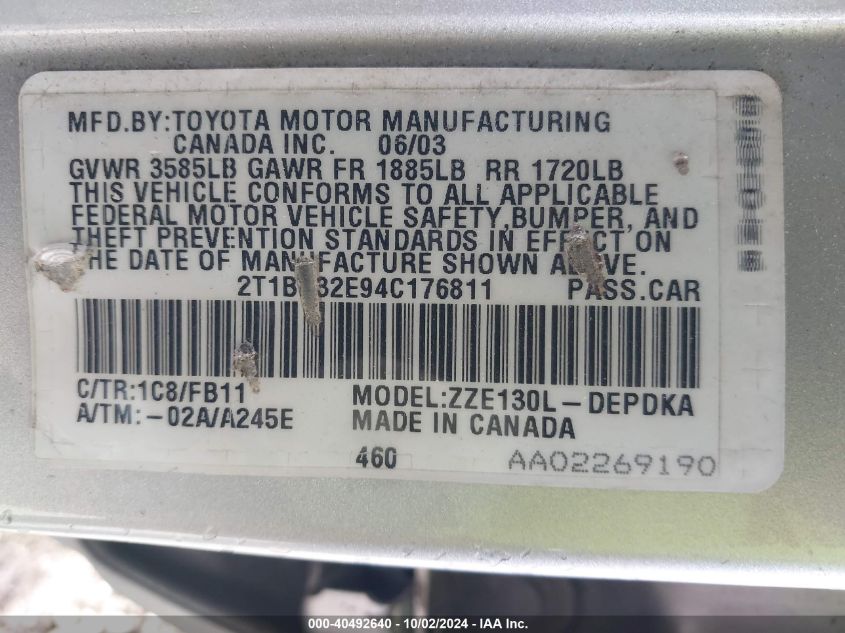 MFD.BY:TOYOTA MOTOR MANUFACTURING
CANADA INC. 06/03
GVWR 3585LB GAWR FR 1885LB RR 1720LB
THIS VEHICLE CONFORMS TO ALL APPLICABLE
FEDERAL MOTOR VEHICLE SAFETY, BUMPER, AND
THEFT PREVENTION STANDARDS IN EFFECT ON
THE DATE OF MANUFACTURE SHOWN ABOVE.
PASS.CAR
C/TR:1C8/FB11 MODEL:ZZE130L-DEPDKA
A/TM:-02A/A245E MADE IN CANADA
460 AA02269190
000-40492640 - 10/02/2024 - IAA Inc.